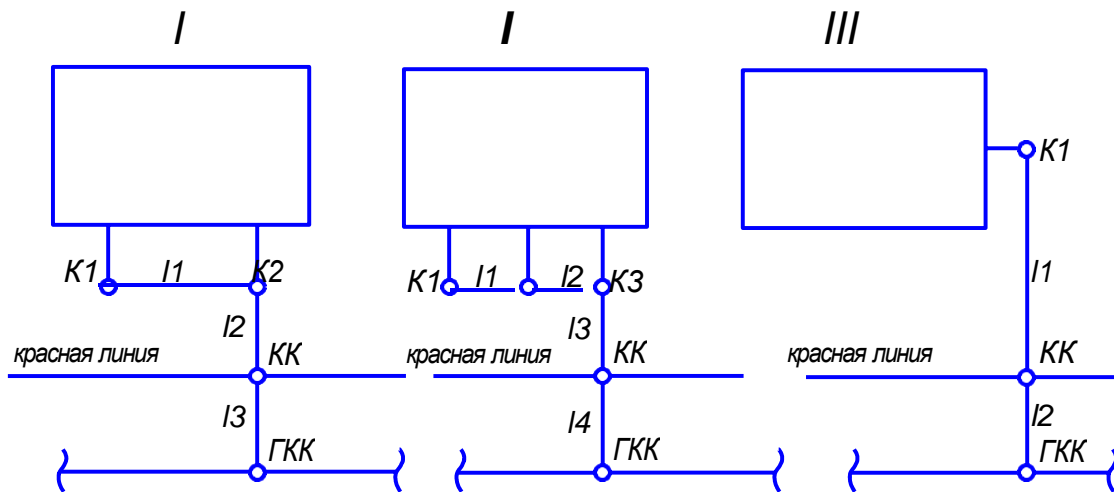 I I III
К1 l1 К2 К1 l1 l2 К3 К1
l2 l3 l1
красная линия КК красная линия КК красная линия КК
l3 l4 l2
ГКК ГКК ГКК